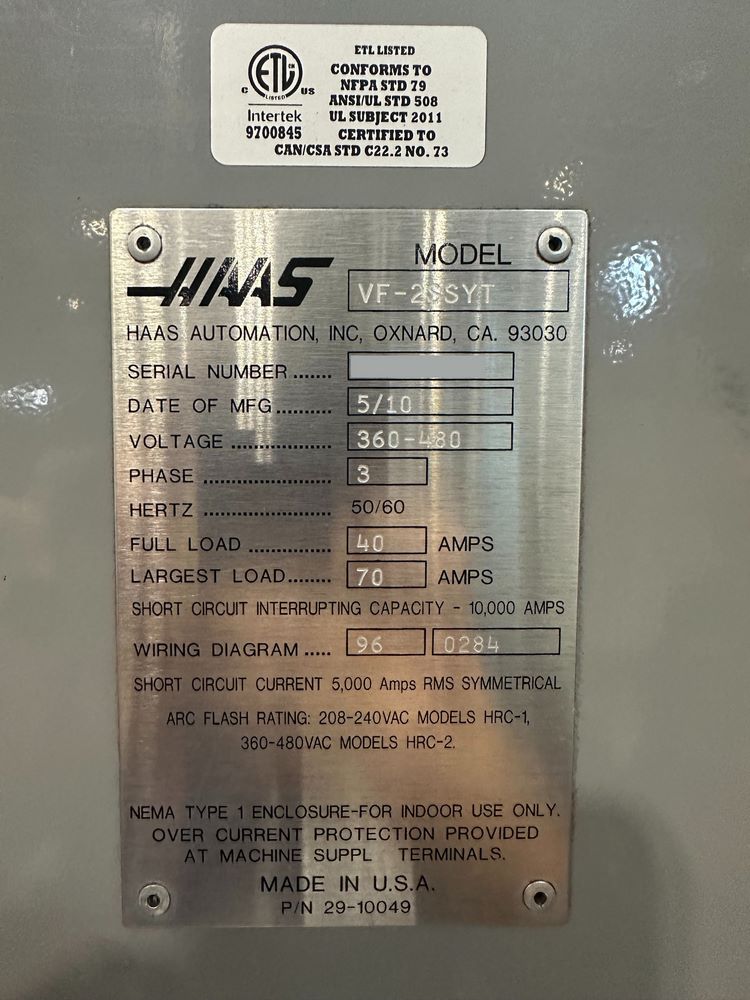 ETL LISTED
CONFORMS TO
NFPA STD 79
ANSI/UL STD 508
UL SUBJECT 2011
CERTIFIED TO
CAN/CSA STD C22.2 NO. 73
C ETL CM LISTED US
Intertek
9700845
HAAS
MODEL
VF-2SSYT
HAAS AUTOMATION, INC, OXNARD, CA. 93030
SERIAL NUMBER .......
DATE OF MFG.......... 5/10
VOLTAGE .................. 360-480
PHASE ....................... 3
HERTZ ....................... 50/60
FULL LOAD ............... 40 AMPS
LARGEST LOAD........ 70 AMPS
SHORT CIRCUIT INTERRUPTING CAPACITY - 10,000 AMPS
WIRING DIAGRAM ..... 96 0284
SHORT CIRCUIT CURRENT 5,000 Amps RMS SYMMETRICAL
ARC FLASH RATING: 208-240VAC MODELS HRC-1,
360-480VAC MODELS HRC-2.
NEMA TYPE 1 ENCLOSURE-FOR INDOOR USE ONLY.
OVER CURRENT PROTECTION PROVIDED
AT MACHINE SUPPL TERMINALS.
MADE IN U.S.A.
P/N 29-10049